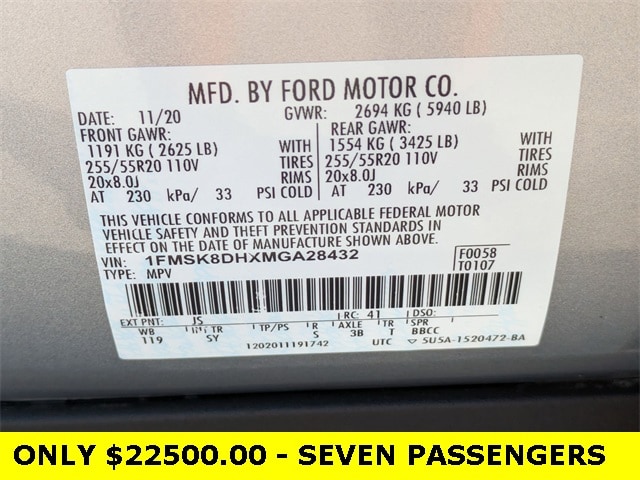 MFD. BY FORD MOTOR CO.
DATE: 11/20 GVWR: 2694 KG ( 5940 LB)
FRONT GAWR: REAR GAWR:
1191 KG ( 2625 LB) WITH 1554 KG ( 3425 LB) WITH
255/55R20 110V TIRES 255/55R20 110V TIRES
20x8.0J RIMS 20x8.0J RIMS
AT 230 kPa/ 33 PSI COLD AT 230 kPa/ 33 PSI COLD
THIS VEHICLE CONFORMS TO ALL APPLICABLE FEDERAL MOTOR
VEHICLE SAFETY AND THEFT PREVENTION STANDARDS IN
EFFECT ON THE DATE OF MANUFACTURE SHOWN ABOVE.
VIN: 1FMSK8DHXMGA28432 F0058
TYPE: MPV T0107
EXT PNT: JS RC: 41 DSO:
WB INT TR TP/PS R AXLE TR SPR
119 SY S 3B T BBCC
1202011191742 UTC ▽ 5U5A-1520472-BA
ONLY $22500.00 - SEVEN PASSENGERS